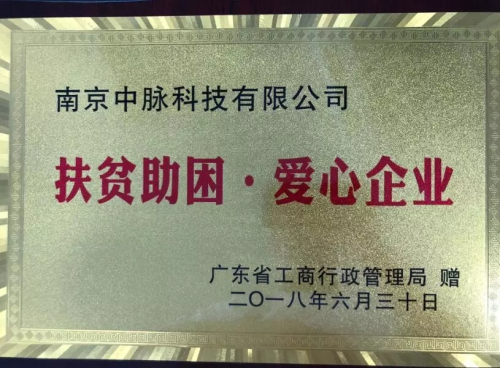 南京中脉科技有限公司
扶贫助困·爱心企业
广东省工商行政管理局 赠
二〇一八年六月三十日